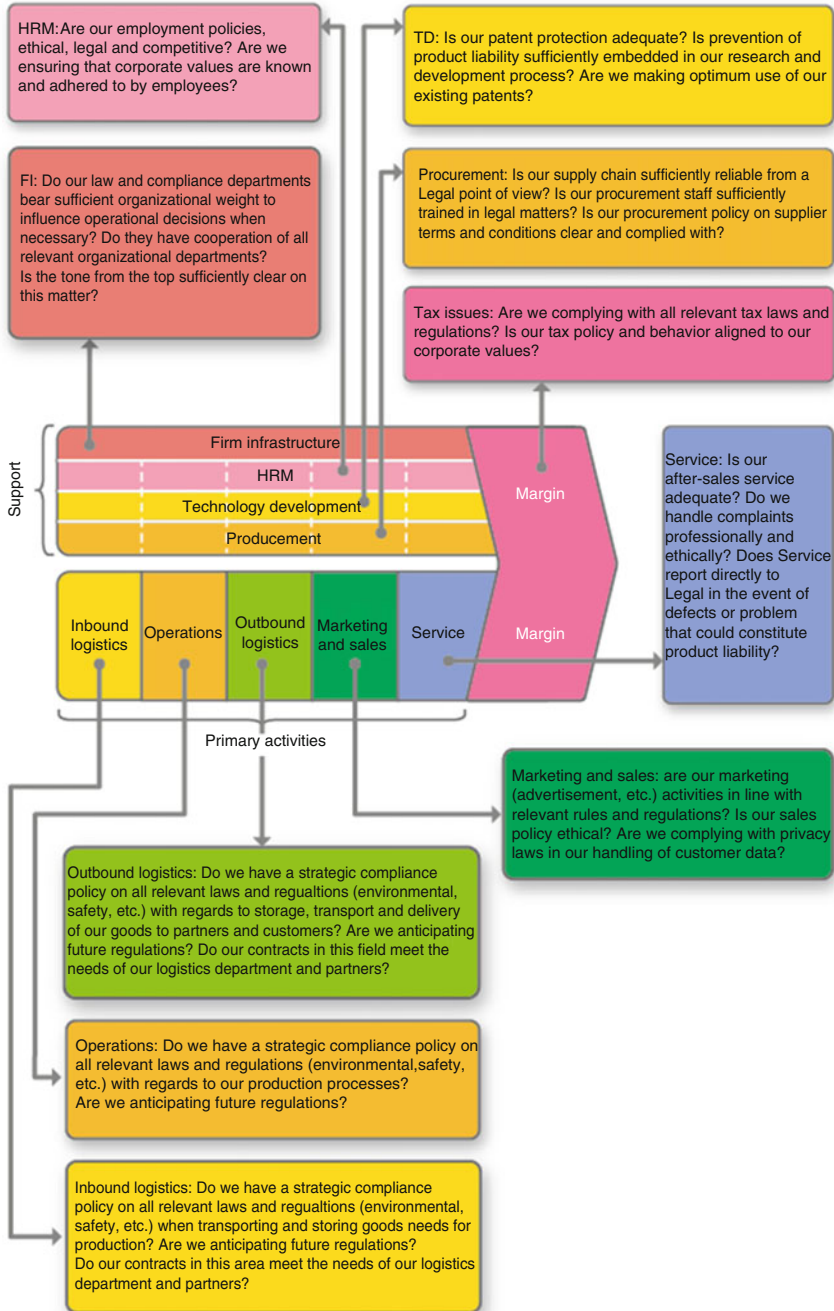 HRM:Are our employment policies,
ethical, legal and competitive? Are we
ensuring that corporate values are known
and adhered to by employees?
TD: Is our patent protection adequate? Is prevention of
product liability sufficiently embedded in our research and
development process? Are we making optimum use of our
existing patents?
FI: Do our law and compliance departments
bear sufficient organizational weight to
influence operational decisions when
necessary? Do they have cooperation of all
relevant organizational departments?
Is the tone from the top sufficiently clear on
this matter?
Procurement: Is our supply chain sufficiently reliable from a
Legal point of view? Is our procurement staff sufficiently
trained in legal matters? Is our procurement policy on supplier
terms and conditions clear and complied with?
Tax issues: Are we complying with all relevant tax laws and
regulations? Is our tax policy and behavior aligned to our
corporate values?
Support
Firm infrastructure
HRM
Technology development
Producement
Margin
Inbound
logistics
Operations
Outbound
logistics
Marketing
and sales
Service
Margin
Service: Is our
after-sales service
adequate? Do we
handle complaints
professionally and
ethically? Does Service
report directly to
Legal in the event of
defects or problem
that could constitute
product liability?
Primary activities
Marketing and sales: are our marketing
(advertisement, etc.) activities in line with
relevant rules and regulations? Is our sales
policy ethical? Are we complying with privacy
laws in our handling of customer data?
Outbound logistics: Do we have a strategic compliance
policy on all relevant laws and regualtions (environmental,
safety, etc.) with regards to storage, transport and delivery
of our goods to partners and customers? Are we anticipating
future regulations? Do our contracts in this field meet the
needs of our logistics department and partners?
Operations: Do we have a strategic compliance policy on
all relevant laws and regulations (environmental,safety,
etc.) with regards to our production processes?
Are we anticipating future regulations?
Inbound logistics: Do we have a strategic compliance
policy on all relevant laws and regualtions (environmental,
safety, etc.) when transporting and storing goods needs for
production? Are we anticipating future regulations?
Do our contracts in this area meet the needs of our logistics
department and partners?